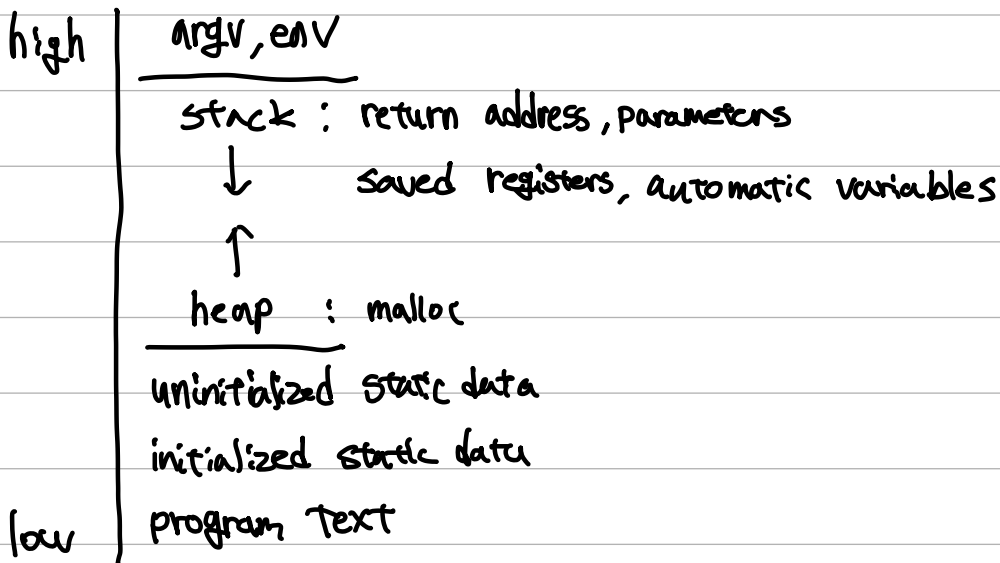 high argv, env
stack : return address, parameters
saved registers, automatic variables
heap : malloc
uninitialized static data
initialized static data
low program text